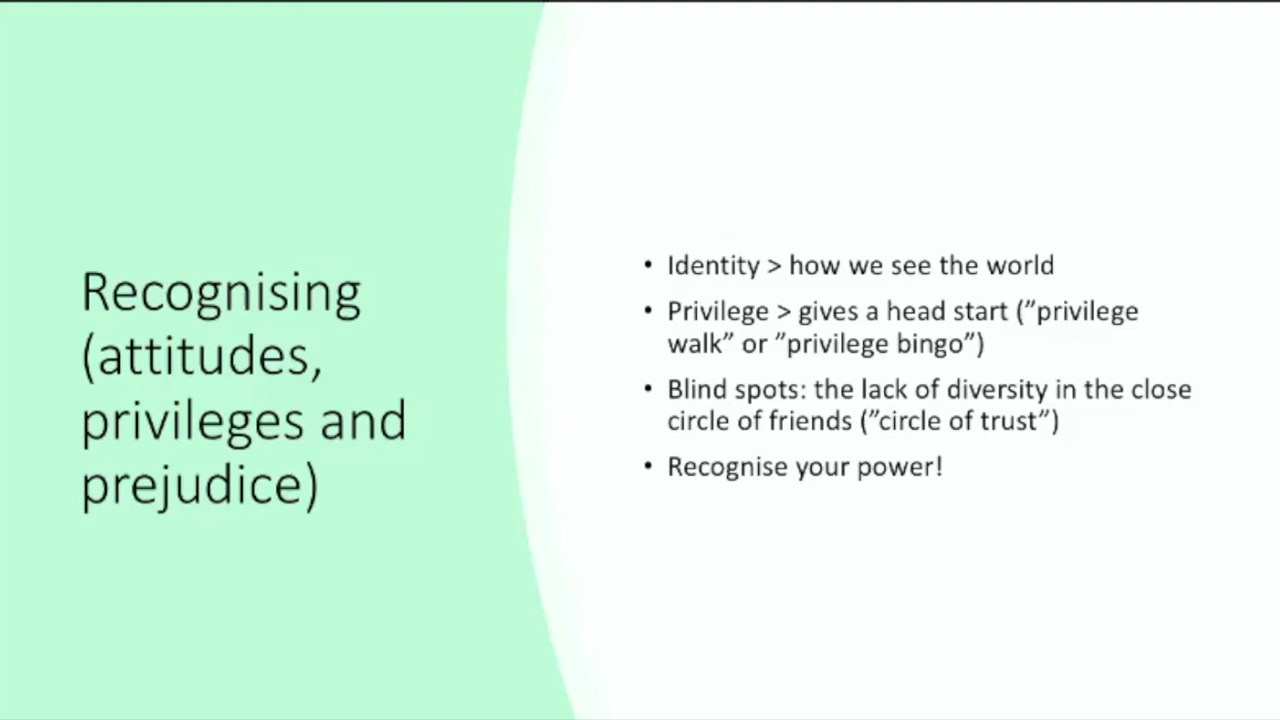 Recognising
(attitudes,
privileges and
prejudice)
• Identity > how we see the world
• Privilege > gives a head start (”privilege
walk” or ”privilege bingo”)
• Blind spots: the lack of diversity in the close
circle of friends (”circle of trust”)
• Recognise your power!